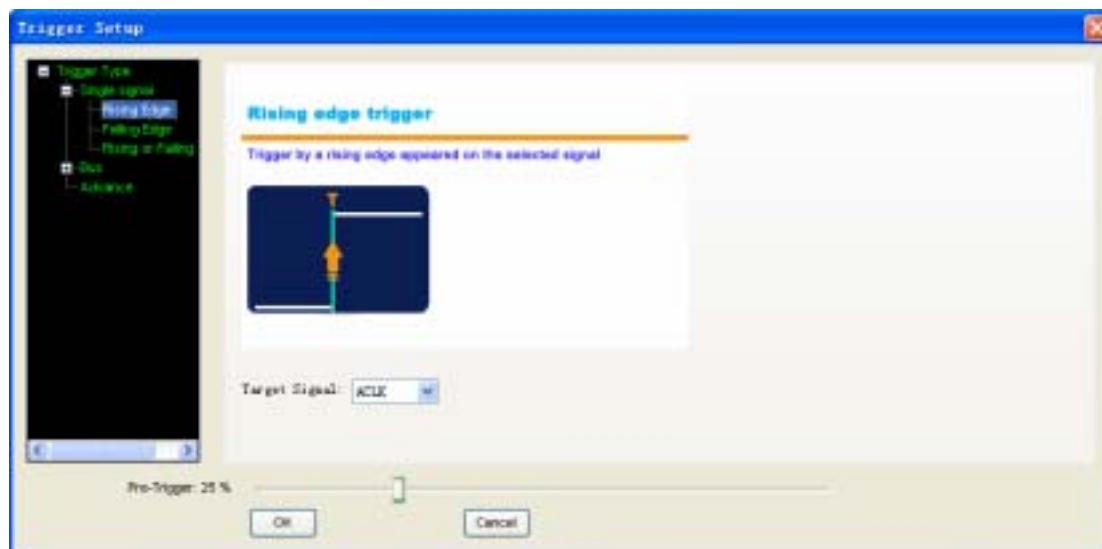 Trigger Setup
Trigger Type
Single signal
Rising Edge
Falling Edge
Rising or Falling
Bus
Advance
Rising edge trigger
Trigger by a rising edge appeared on the selected signal
Target Signal: ACLK
Pre-Trigger: 25 %
OK
Cancel